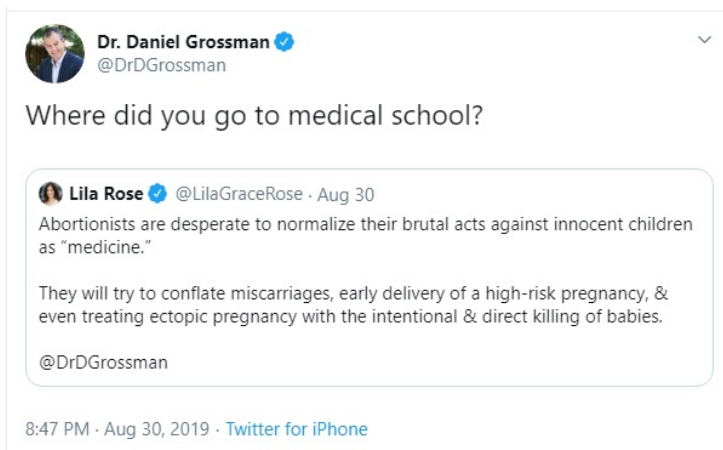 Dr. Daniel Grossman
@DrDGrossman
Where did you go to medical school?
Lila Rose @LilaGraceRose · Aug 30
Abortionists are desperate to normalize their brutal acts against innocent children
as “medicine.”
They will try to conflate miscarriages, early delivery of a high-risk pregnancy, &
even treating ectopic pregnancy with the intentional & direct killing of babies.
@DrDGrossman
8:47 PM · Aug 30, 2019 · Twitter for iPhone